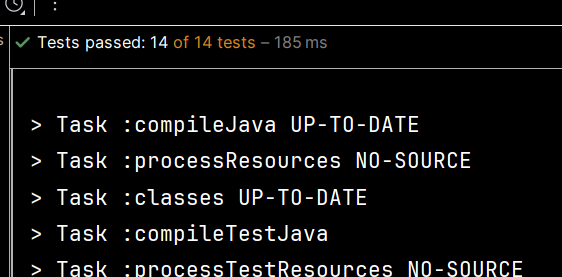 :
s
Tests passed: 14 of 14 tests – 185 ms
> Task :compileJava UP-TO-DATE
> Task :processResources NO-SOURCE
> Task :classes UP-TO-DATE
> Task :compileTestJava
> Task :processTestResources NO-SOURCE